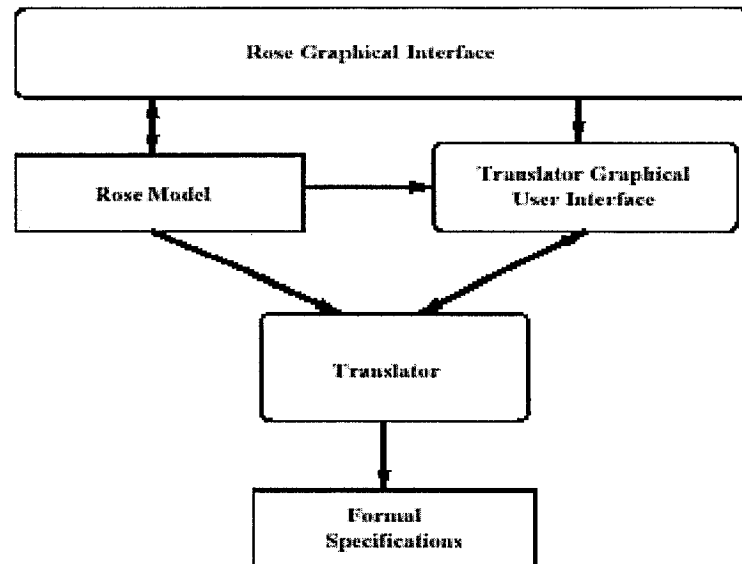 Rose Graphical Interface
Rose Model
Translator Graphical
User Interface
Translator
Formal
Specifications